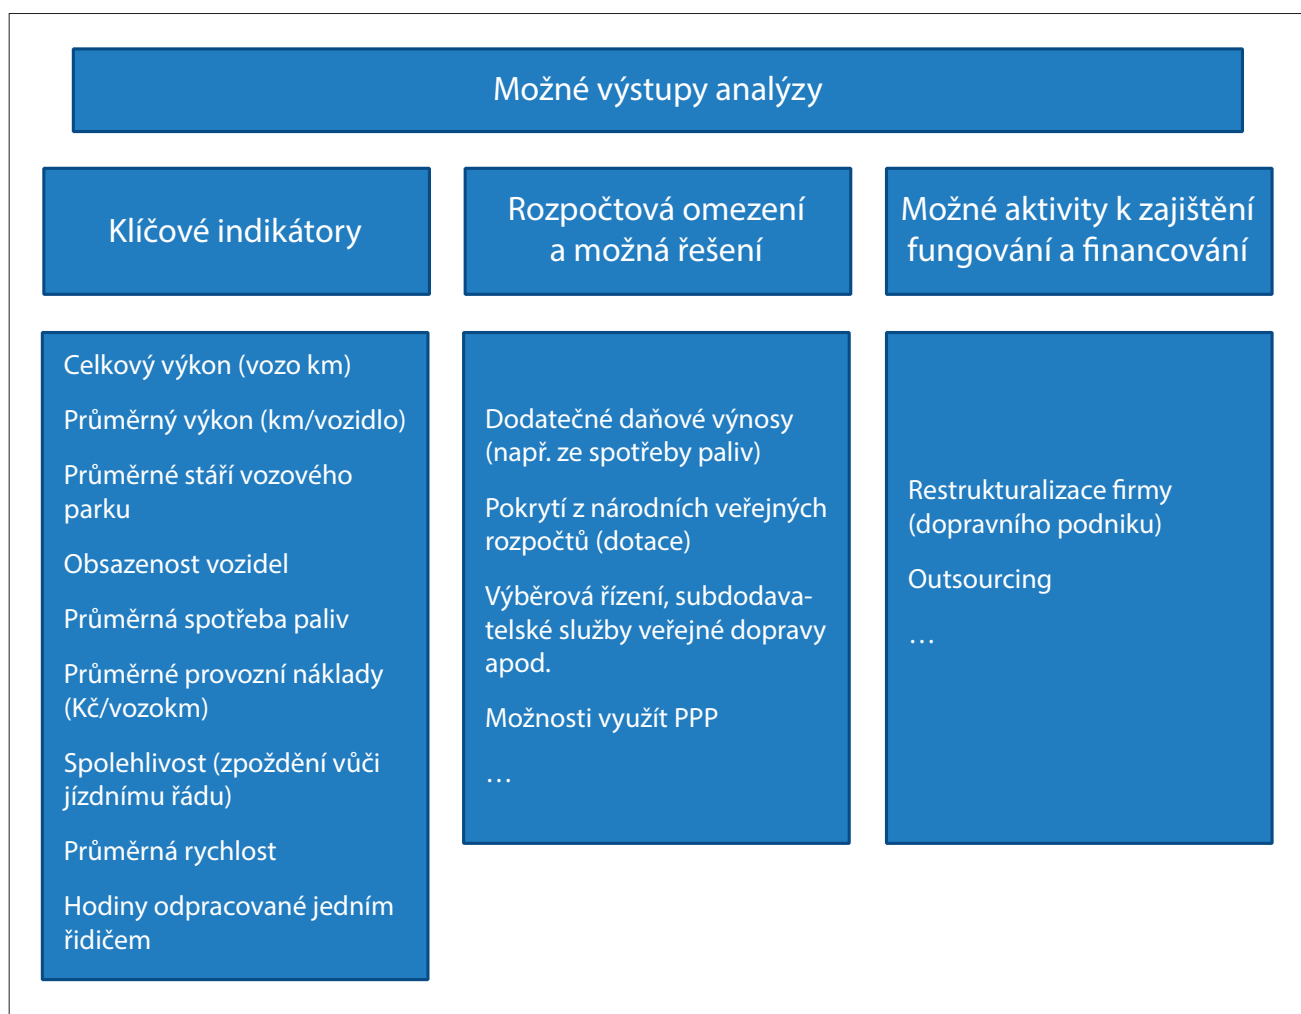 Možné výstupy analýzy
Klíčové indikátory
Rozpočtová omezení
a možná řešení
Možné aktivity k zajištění
fungování a financování
Celkový výkon (vozo km)
Průměrný výkon (km/vozidlo)
Průměrné stáří vozového
parku
Obsazenost vozidel
Průměrná spotřeba paliv
Průměrné provozní náklady
(Kč/vozokm)
Spolehlivost (zpoždění vůči
jízdnímu řádu)
Průměrná rychlost
Hodiny odpracované jedním
řidičem
Dodatečné daňové výnosy
(např. ze spotřeby paliv)
Pokrytí z národních veřejných
rozpočtů (dotace)
Výběrová řízení, subdodava-
telské služby veřejné dopravy
apod.
Možnosti využít PPP
…
Restrukturalizace firmy
(dopravního podniku)
Outsourcing
…